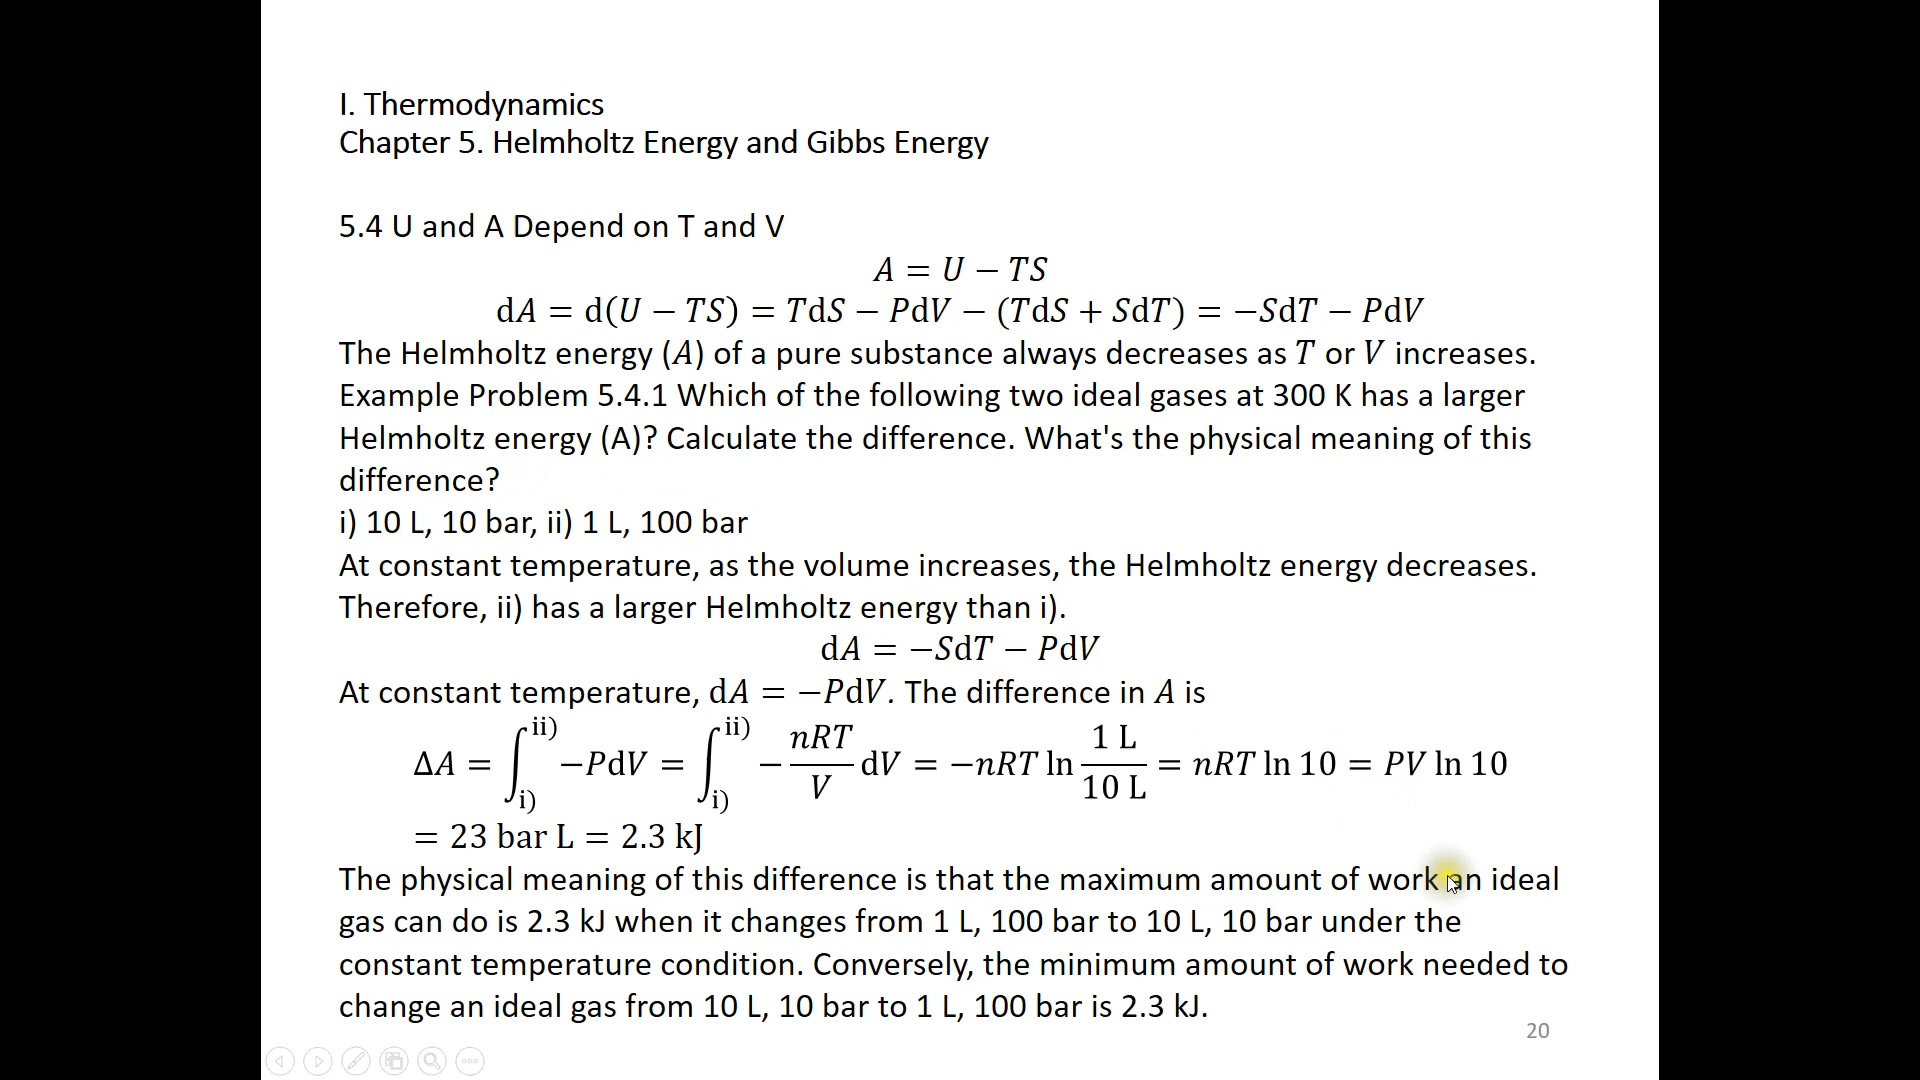 I. Thermodynamics
Chapter 5. Helmholtz Energy and Gibbs Energy
5.4 U and A Depend on T and V
A = U − TS
dA = d(U − TS) = TdS − PdV − (TdS + SdT) = −SdT − PdV
The Helmholtz energy (A) of a pure substance always decreases as T or V increases.
Example Problem 5.4.1 Which of the following two ideal gases at 300 K has a larger
Helmholtz energy (A)? Calculate the difference. What's the physical meaning of this
difference?
i) 10 L, 10 bar, ii) 1 L, 100 bar
At constant temperature, as the volume increases, the Helmholtz energy decreases.
Therefore, ii) has a larger Helmholtz energy than i).
dA = −SdT − PdV
At constant temperature, dA = −PdV. The difference in A is
ΔA = ∫_{i)}^{ii)} −PdV = ∫_{i)}^{ii)} − \frac{nRT}{V} dV = −nRT ln \frac{1 L}{10 L} = nRT ln 10 = PV ln 10
= 23 bar L = 2.3 kJ
The physical meaning of this difference is that the maximum amount of work an ideal
gas can do is 2.3 kJ when it changes from 1 L, 100 bar to 10 L, 10 bar under the
constant temperature condition. Conversely, the minimum amount of work needed to
change an ideal gas from 10 L, 10 bar to 1 L, 100 bar is 2.3 kJ.
20